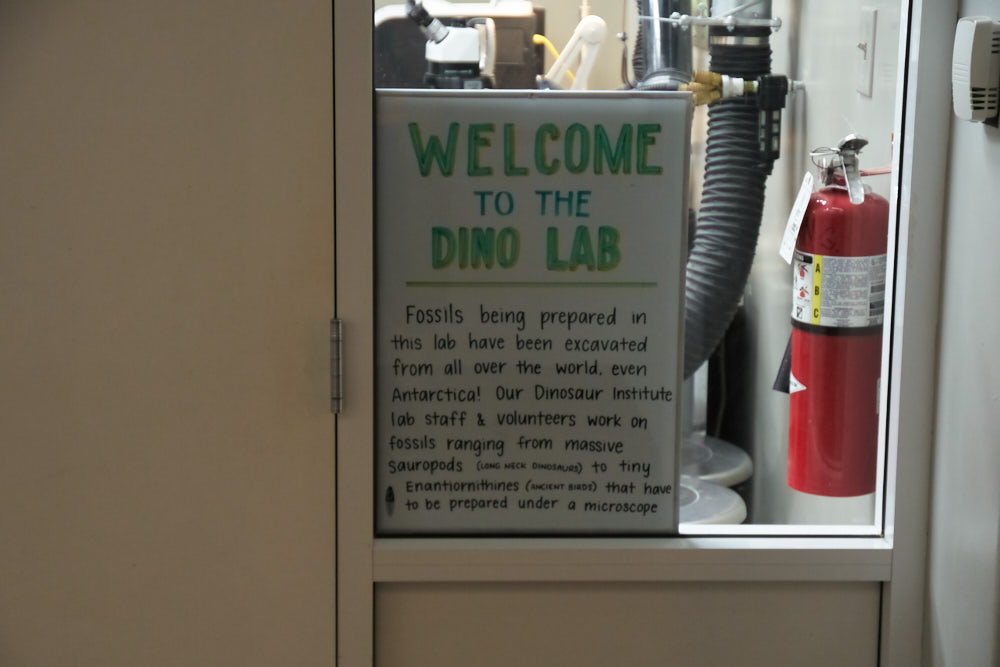 WELCOME
TO THE
DINO LAB
Fossils being prepared in
this lab have been excavated
from all over the world, even
Antarctica! Our Dinosaur Institute
lab staff & volunteers work on
fossils ranging from massive
Sauropods (LONG NECK DINOSAURS) to tiny
Enantiornithines (ANCIENT BIRDS) that have
to be prepared under a microscope
A
B
C